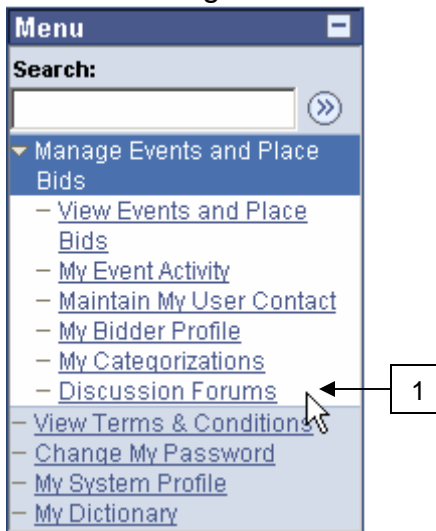 Menu
Search:
Manage Events and Place
Bids
– View Events and Place
Bids
– My Event Activity
– Maintain My User Contact
– My Bidder Profile
– My Categorizations
– Discussion Forums
1
– View Terms & Conditions
– Change My Password
– My System Profile
– My Dictionary